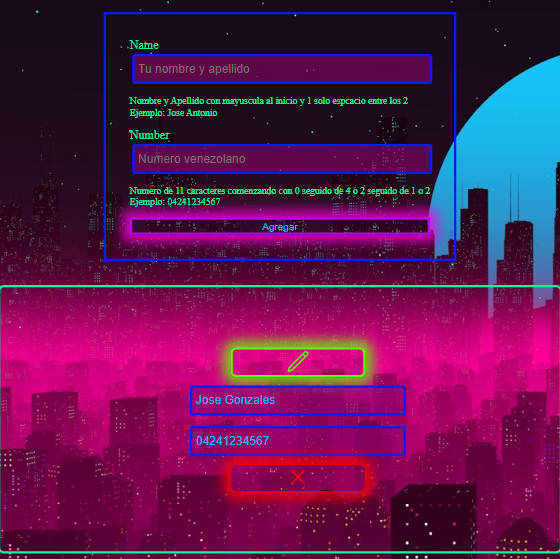 Name
Tu nombre y apellido
Nombre y Apellido con mayuscula al inicio y 1 solo espcacio entre los 2
Ejemplo: Jose Antonio
Number
Numero venezolano
Numero de 11 caracteres comenzando con 0 seguido de 4 o 2 seguido de 1 o 2
Ejemplo: 04241234567
Agregar
Jose Gonzales
04241234567